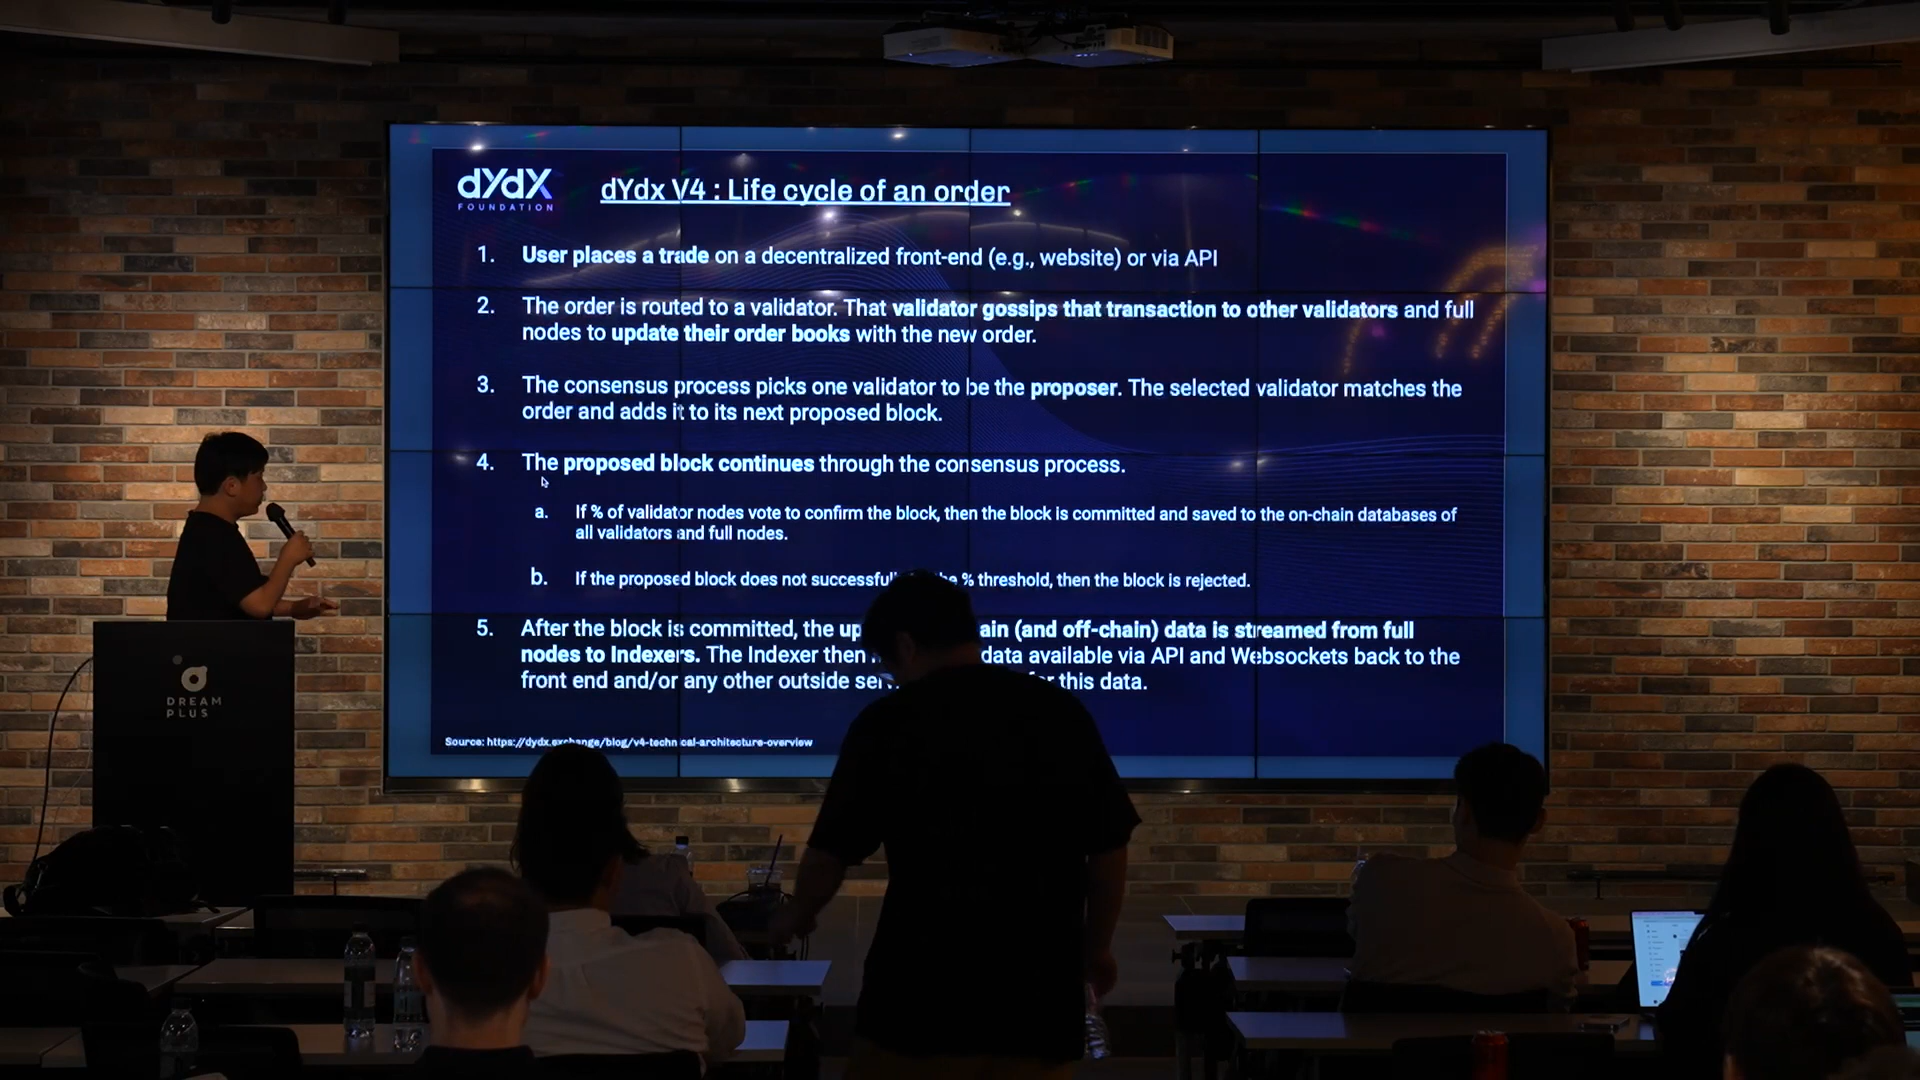 dYdX
FOUNDATION
dYdx V4 : Life cycle of an order
1. User places a trade on a decentralized front-end (e.g., website) or via API
2. The order is routed to a validator. That validator gossips that transaction to other validators and full
nodes to update their order books with the new order.
3. The consensus process picks one validator to be the proposer. The selected validator matches the
order and adds it to its next proposed block.
4. The proposed block continues through the consensus process.
a. If % of validator nodes vote to confirm the block, then the block is committed and saved to the on-chain databases of
all validators and full nodes.
b. If the proposed block does not % threshold, then the block is rejected.
5. After the block is committed, the (and off-chain) data is streamed from full
nodes to Indexers. The Indexer then data available via API and Websockets back to the
front end and/or any other outside this data.
Source: https://dydx.exchange/blog/v4-technical-architecture-overview
DREAM
PLUS